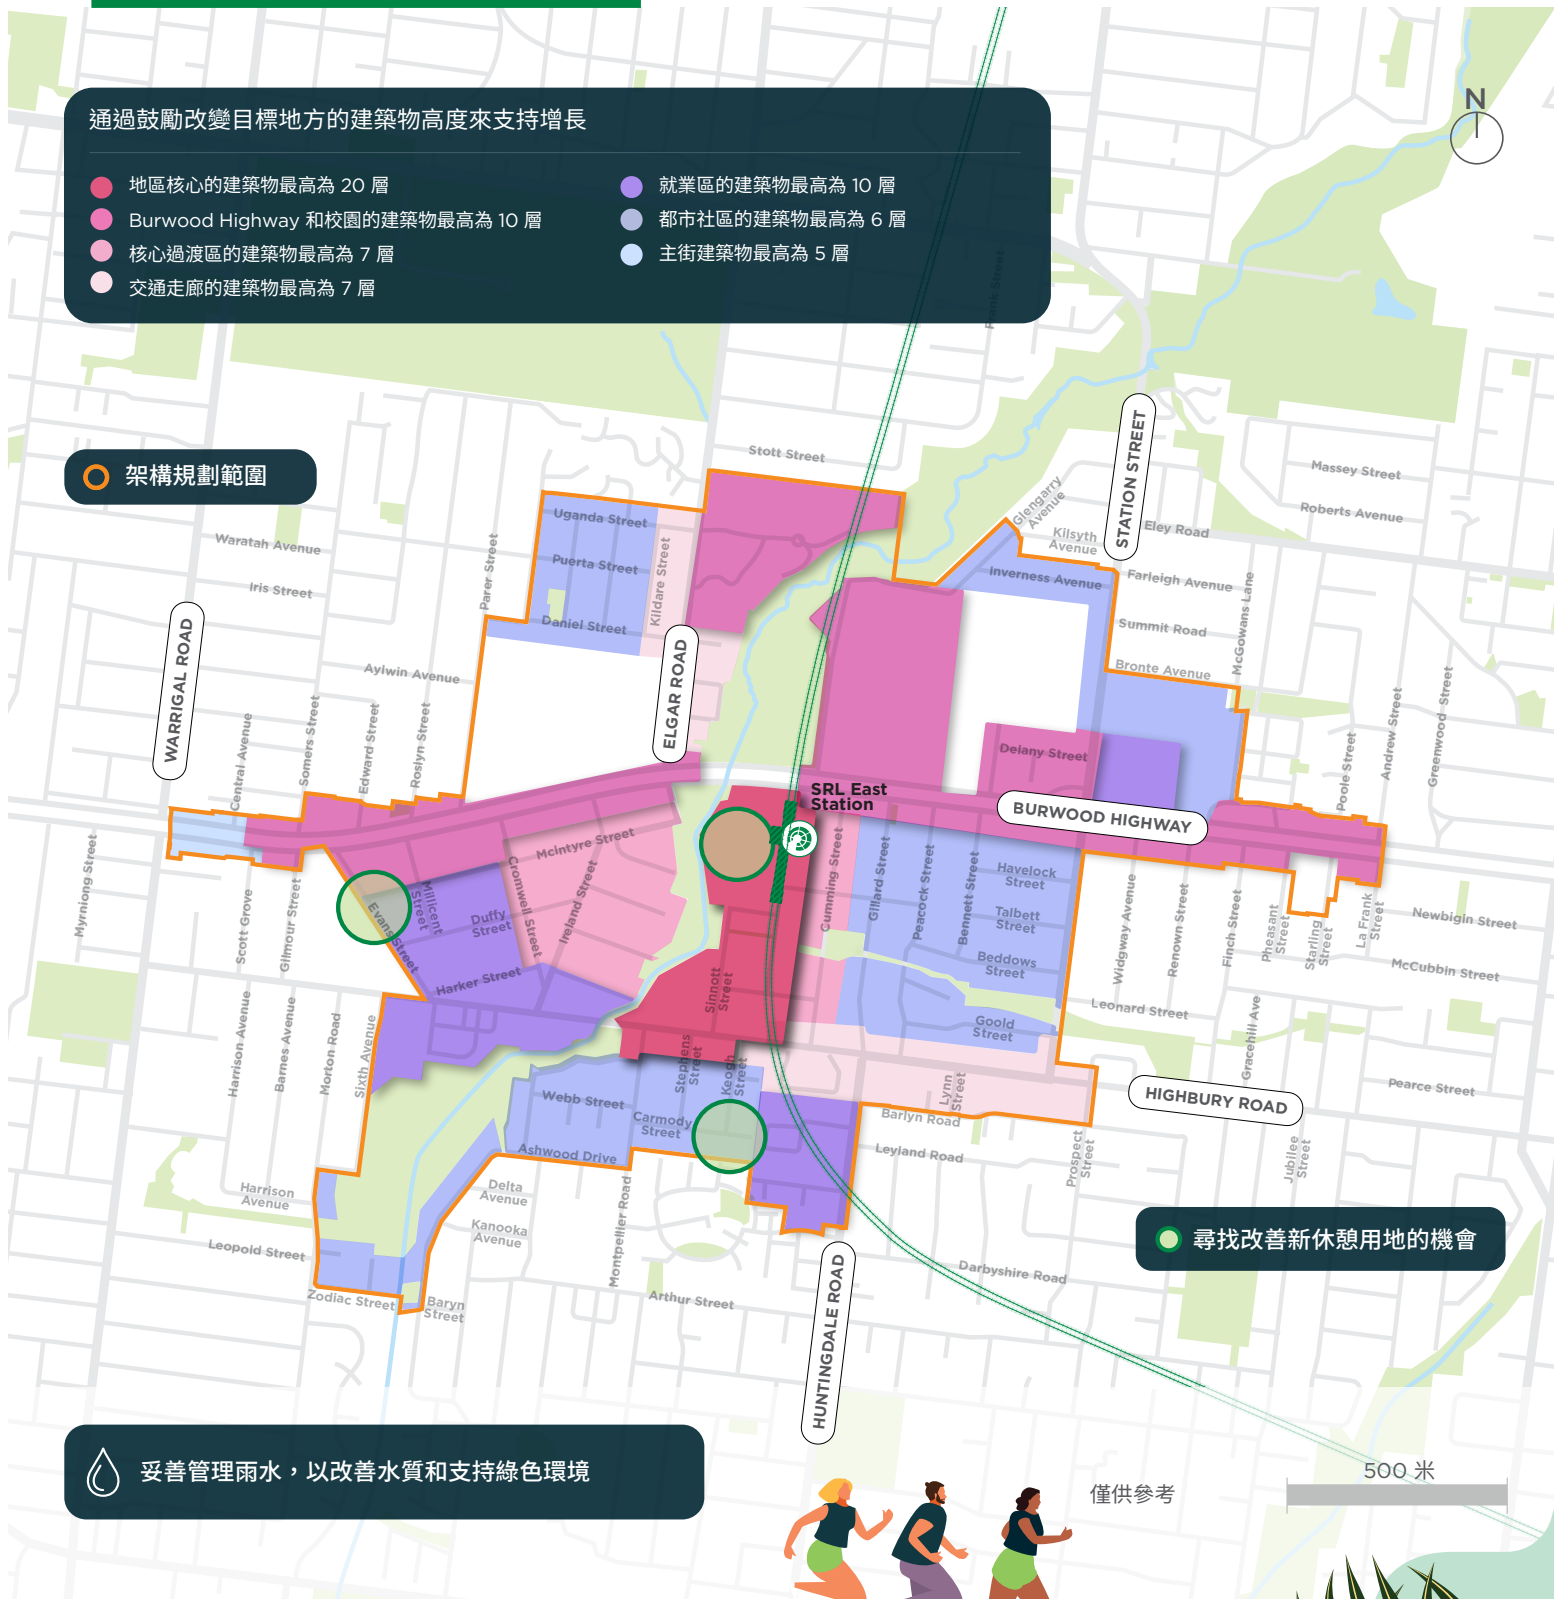 通過鼓勵改變目標地方的建築物高度來支持增長
地區核心的建築物最高為 20 層
Burwood Highway 和校園的建築物最高為 10 層
核心過渡區的建築物最高為 7 層
交通走廊的建築物最高為 7 層
就業區的建築物最高為 10 層
都市社區的建築物最高為 6 層
主街建築物最高為 5 層
N
Frank Street
架構規劃範圍
Stott Street
STATION STREET
Massey Street
Roberts Avenue
Glengarry
Avenue
Kilsyth
Avenue
Eley Road
Uganda Street
Waratah Avenue
Puerta Street
Kildare Street
Parer Street
Iris Street
Inverness Avenue
Farleigh Avenue
McGowans Lane
Daniel Street
Summit Road
WARRIGAL ROAD
ELGAR ROAD
Aylwin Avenue
Bronte Avenue
Central Avenue
Somers Street
Edward Street
Roslyn Street
Delany Street
Poole Street
Andrew Street
Greenwood Street
SRL East
Station
BURWOOD HIGHWAY
Myrniong Street
Mcintyre Street
Cromwell Street
Ireland Street
Cumming Street
Gillard Street
Peacock Street
Bennett Street
Havelock
Street
Talbett
Street
Beddows
Street
Scott Grove
Gilmour Street
Evans Street
Millicent
Street
Duffy
Street
Harker Street
Widgway Avenue
Renown Street
Finch Street
Pheasant
Street
Starling
Street
La Frank
Street
Newbigin Street
McCubbin Street
Sinnott
Street
Leonard Street
Goold
Street
Harrison Avenue
Barnes Avenue
Morton Road
Sixth Avenue
Stephens
Street
Keogh
Street
Gracehill Ave
Lynn
Street
Pearce Street
HIGHBURY ROAD
Webb Street
Carmody
Street
Barlyn Road
Ashwood Drive
Leyland Road
Prospect
Street
Jubilee
Street
Harrison
Avenue
Delta
Avenue
Kanooka
Avenue
Montpellier Road
Leopold Street
尋找改善新休憩用地的機會
HUNTINGDALE ROAD
Darbyshire Road
Zodiac Street
Baryn
Street
Arthur Street
妥善管理雨水，以改善水質和支持綠色環境
僅供參考
500 米